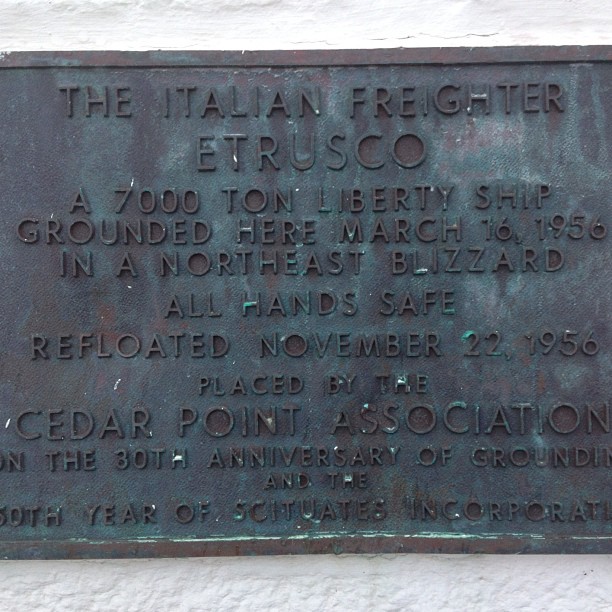 THE ITALIAN FREIGHTER
ETRUSCO
A 7000 TON LIBERTY SHIP
GROUNDED HERE MARCH 16, 1956
IN A NORTHEAST BLIZZARD
ALL HANDS SAFE
REFLOATED NOVEMBER 22, 1956
PLACED BY THE
CEDAR POINT ASSOCIATION
ON THE 30TH ANNIVERSARY OF GROUNDIN
AND THE
50TH YEAR OF SCITUATES INCORPORATI